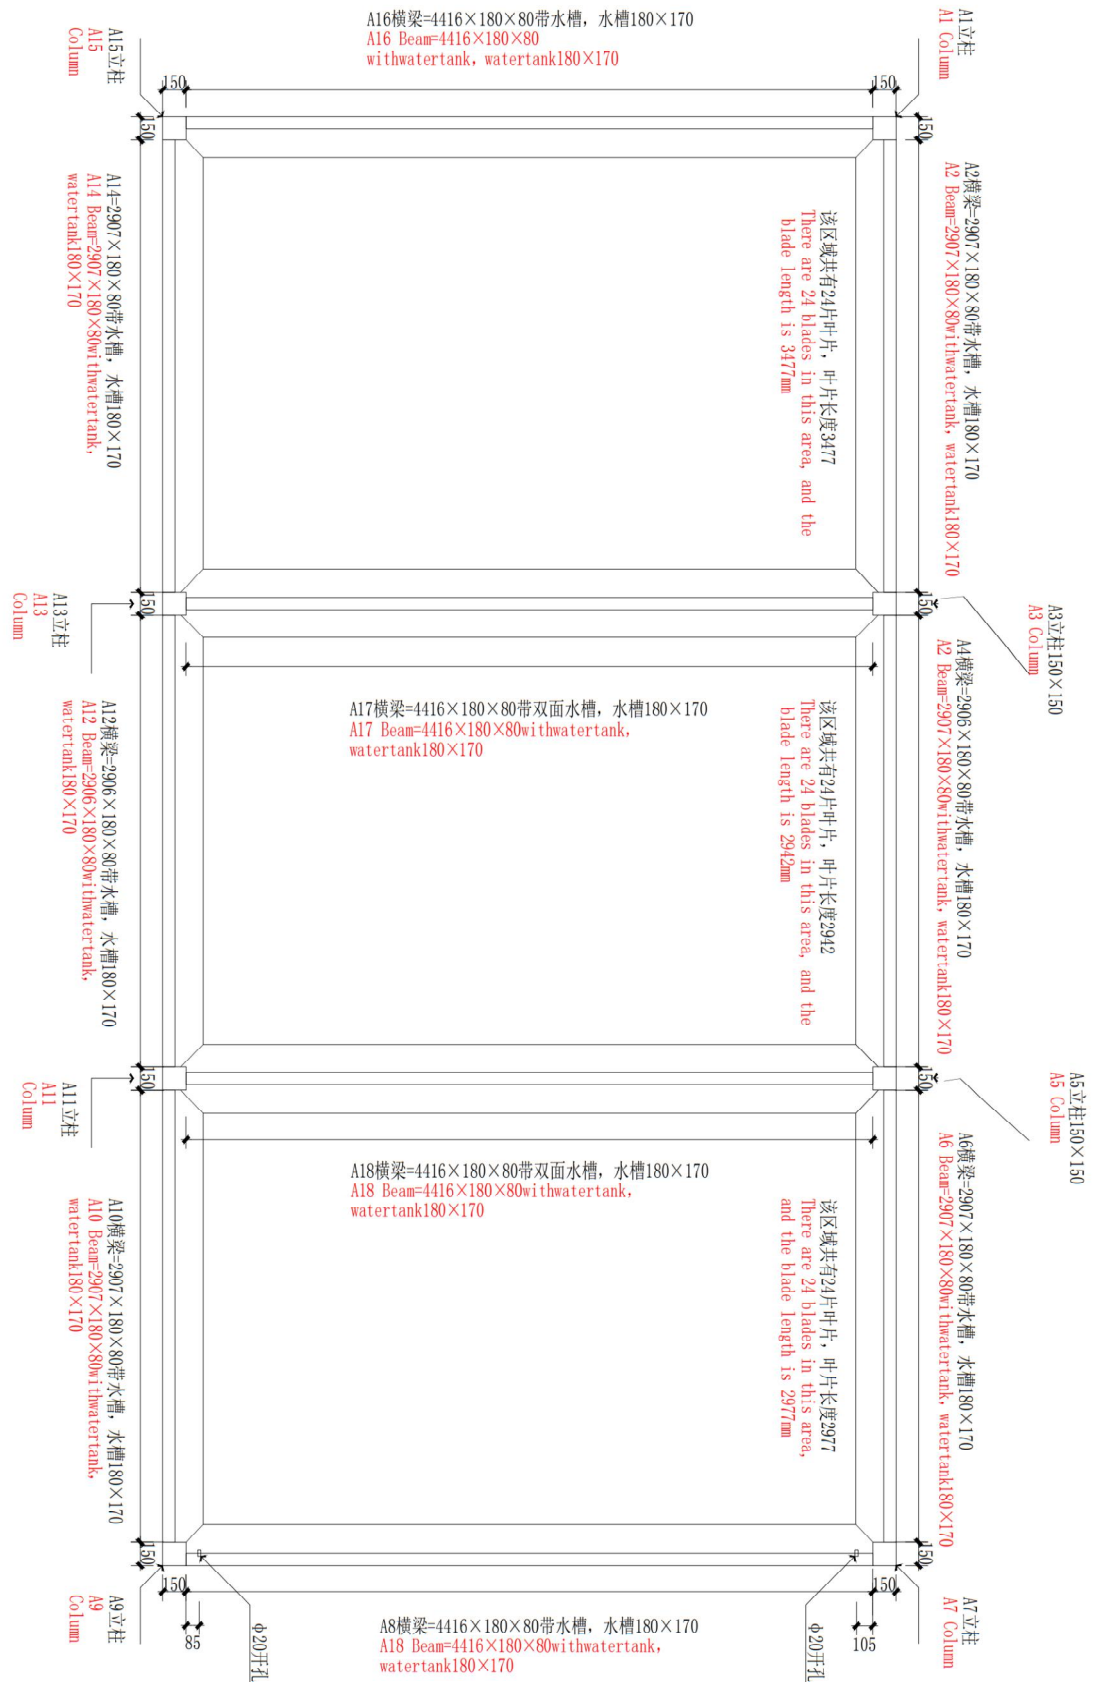 A16横梁=4416×180×80带水槽，水槽180×170
A16 Beam=4416×180×80
withwatertank, watertank180×170
A15立柱
A15
Column
A1立柱
A1 Column
150
150
150
150
A14=2907×180×80带水槽，水槽180×170
A14 Beam=2907×180×80withwatertank,
watertank180×170
该区域共有24片叶片，叶片长度3477
There are 24 blades in this area, and the
blade length is 3477mm
A2横梁=2907×180×80带水槽，水槽180×170
A2 Beam=2907×180×80withwatertank, watertank180×170
150
150
A13立柱
A13
Column
A3立柱150×150
A3 Column
A17横梁=4416×180×80带双面水槽，水槽180×170
A17 Beam=4416×180×80withwatertank,
watertank180×170
A12横梁=2906×180×80带水槽，水槽180×170
A12 Beam=2906×180×80withwatertank,
watertank180×170
该区域共有24片叶片，叶片长度2942
There are 24 blades in this area, and the
blade length is 2942mm
A4横梁=2906×180×80带水槽，水槽180×170
A2 Beam=2907×180×80withwatertank, watertank180×170
150
150
A11立柱
A11
Column
A5立柱150×150
A5 Column
A18横梁=4416×180×80带双面水槽，水槽180×170
A18 Beam=4416×180×80withwatertank,
watertank180×170
A10横梁=2907×180×80带水槽，水槽180×170
A10 Beam=2907×180×80withwatertank,
watertank180×170
该区域共有24片叶片，叶片长度2977
There are 24 blades in this area,
and the blade length is 2977mm
A6横梁=2907×180×80带水槽，水槽180×170
A6 Beam=2907×180×80withwatertank, watertank180×170
150
150
150
150
A9立柱
A9
Column
85
φ20开孔
A8横梁=4416×180×80带水槽，水槽180×170
A18 Beam=4416×180×80withwatertank,
watertank180×170
φ20开孔
105
A7立柱
A7 Column